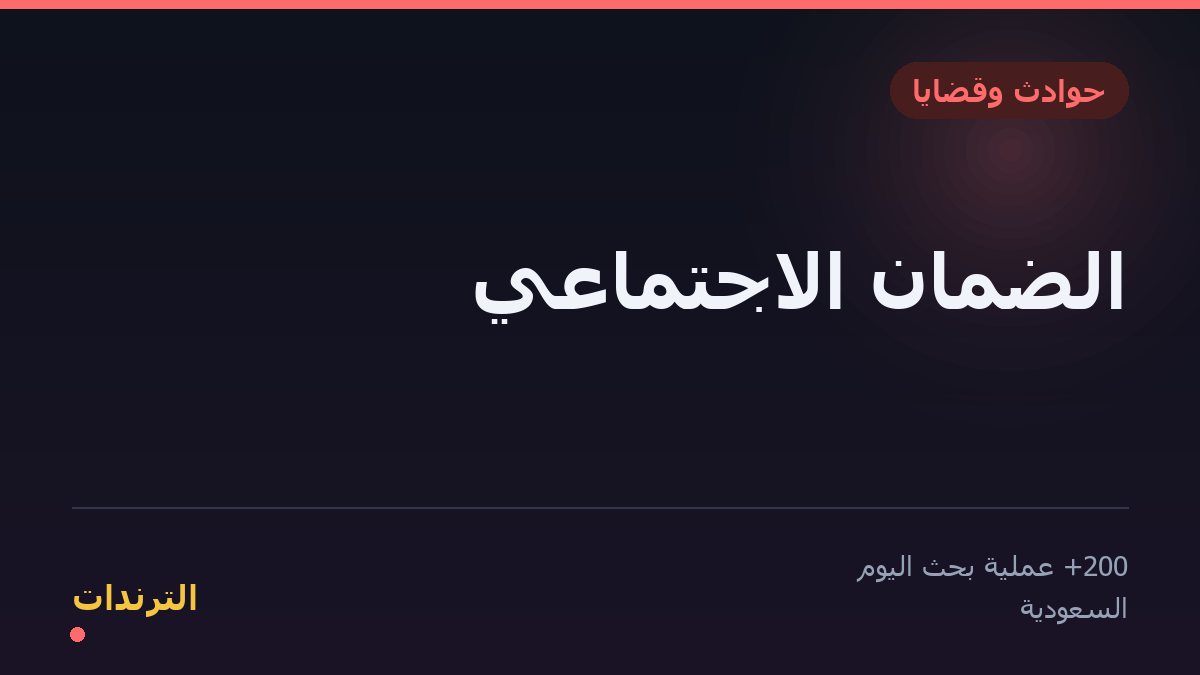 حوادث وقضايا
الضمان الاجتماعي
200+ عملية بحث اليوم
السعودية
الترندات